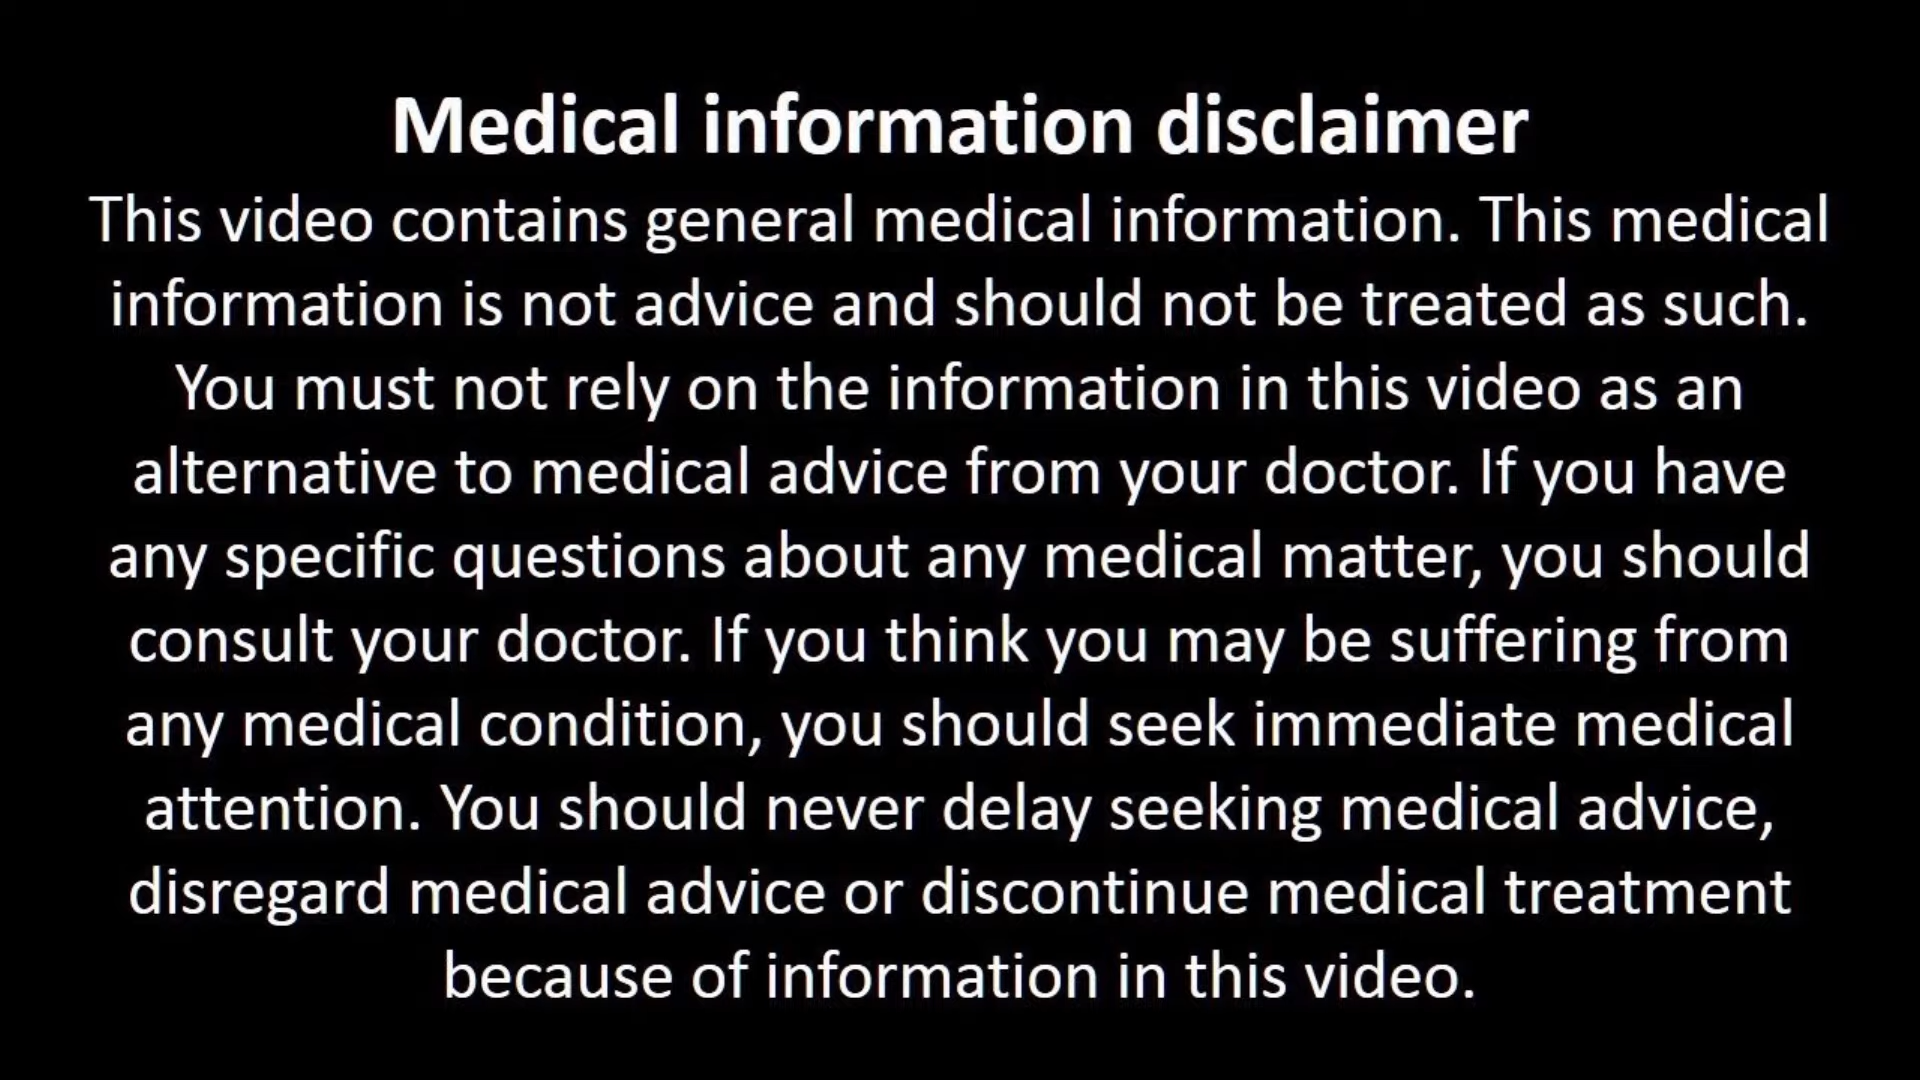 Medical information disclaimer
This video contains general medical information. This medical
information is not advice and should not be treated as such.
You must not rely on the information in this video as an
alternative to medical advice from your doctor. If you have
any specific questions about any medical matter, you should
consult your doctor. If you think you may be suffering from
any medical condition, you should seek immediate medical
attention. You should never delay seeking medical advice,
disregard medical advice or discontinue medical treatment
because of information in this video.